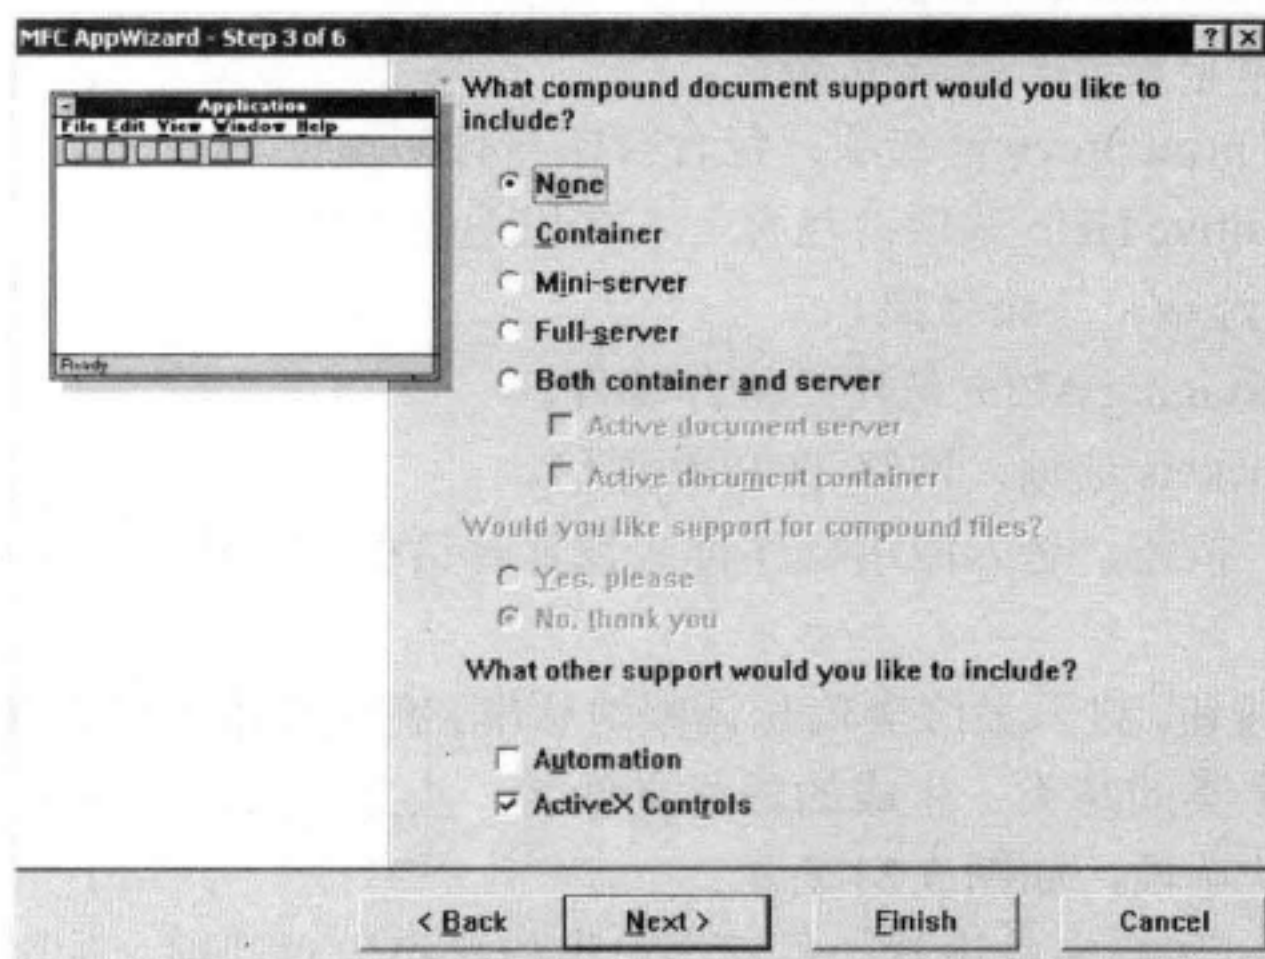 MFC AppWizard - Step 3 of 6
Application
File Edit View Window Help
Ready
What compound document support would you like to
include?
None
Container
Mini-server
Full-server
Both container and server
Active document server
Active document container
Would you like support for compound files?
Yes, please
No, thank you
What other support would you like to include?
Automation
ActiveX Controls
< Back
Next >
Finish
Cancel